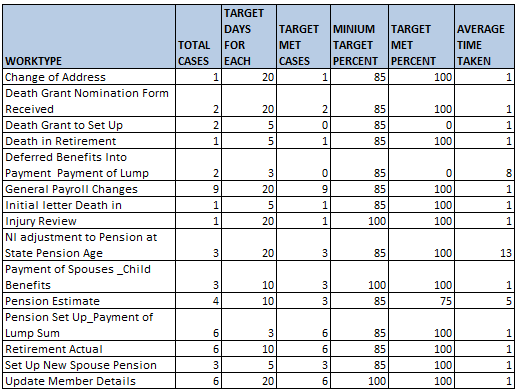 WORKTYPE TOTAL CASES TARGET DAYS FOR EACH TARGET MET CASES MINIUM TARGET PERCENT TARGET MET PERCENT AVERAGE TIME TAKEN
Change of Address 1 20 1 85 100 1
Death Grant Nomination Form
Received 2 20 2 85 100 1
Death Grant to Set Up 2 5 0 85 0 1
Death in Retirement 1 5 1 85 100 1
Deferred Benefits Into
Payment Payment of Lump 2 3 0 85 0 8
General Payroll Changes 9 20 9 85 100 1
Initial letter Death in 1 5 1 85 100 1
Injury Review 1 20 1 100 100 1
NI adjustment to Pension at
State Pension Age 3 20 3 85 100 13
Payment of Spouses _Child
Benefits 3 10 3 100 100 1
Pension Estimate 4 10 3 85 75 5
Pension Set Up_Payment of
Lump Sum 6 3 6 85 100 1
Retirement Actual 6 10 6 85 100 1
Set Up New Spouse Pension 3 5 3 85 100 1
Update Member Details 6 20 6 100 100 1